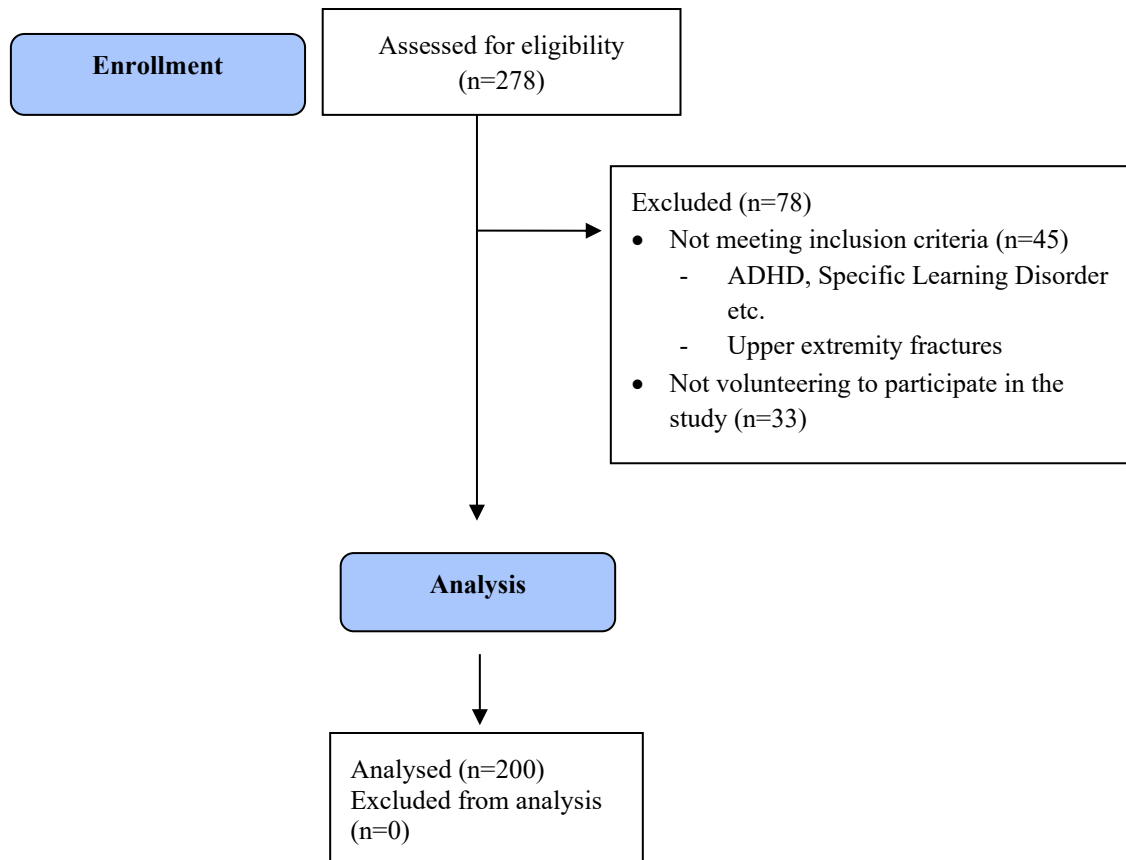 Enrollment
Assessed for eligibility
(n=278)
Excluded (n=78)
• Not meeting inclusion criteria (n=45)
- ADHD, Specific Learning Disorder
etc.
- Upper extremity fractures
• Not volunteering to participate in the
study (n=33)
Analysis
Analysed (n=200)
Excluded from analysis
(n=0)